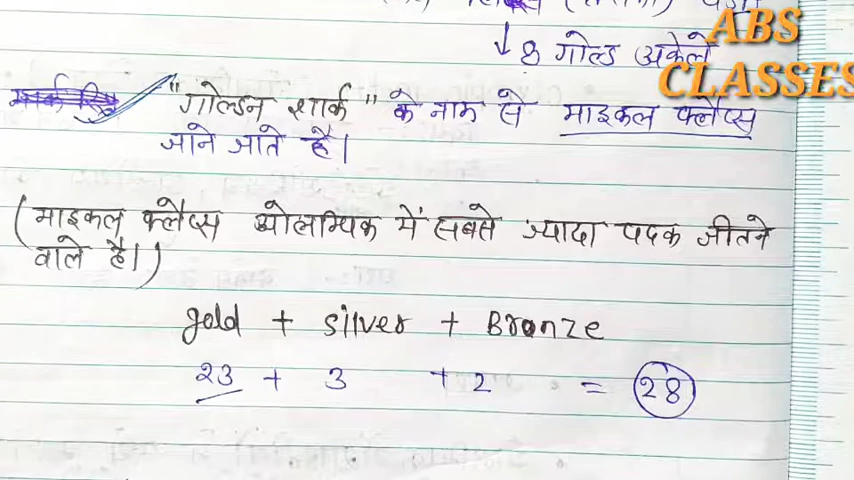 ↓ 8 गोल्ड अकेले
ABS
CLASSES
"गोल्डन शार्क" के नाम से माइकल फ्लैप्स
जाने जाते है।
(माइकल फ्लैप्स ओलम्पिक में सबसे ज्यादा पदक जीतने
वाले है।)
gold + silver + Bronze
23 + 3 + 2 = 28